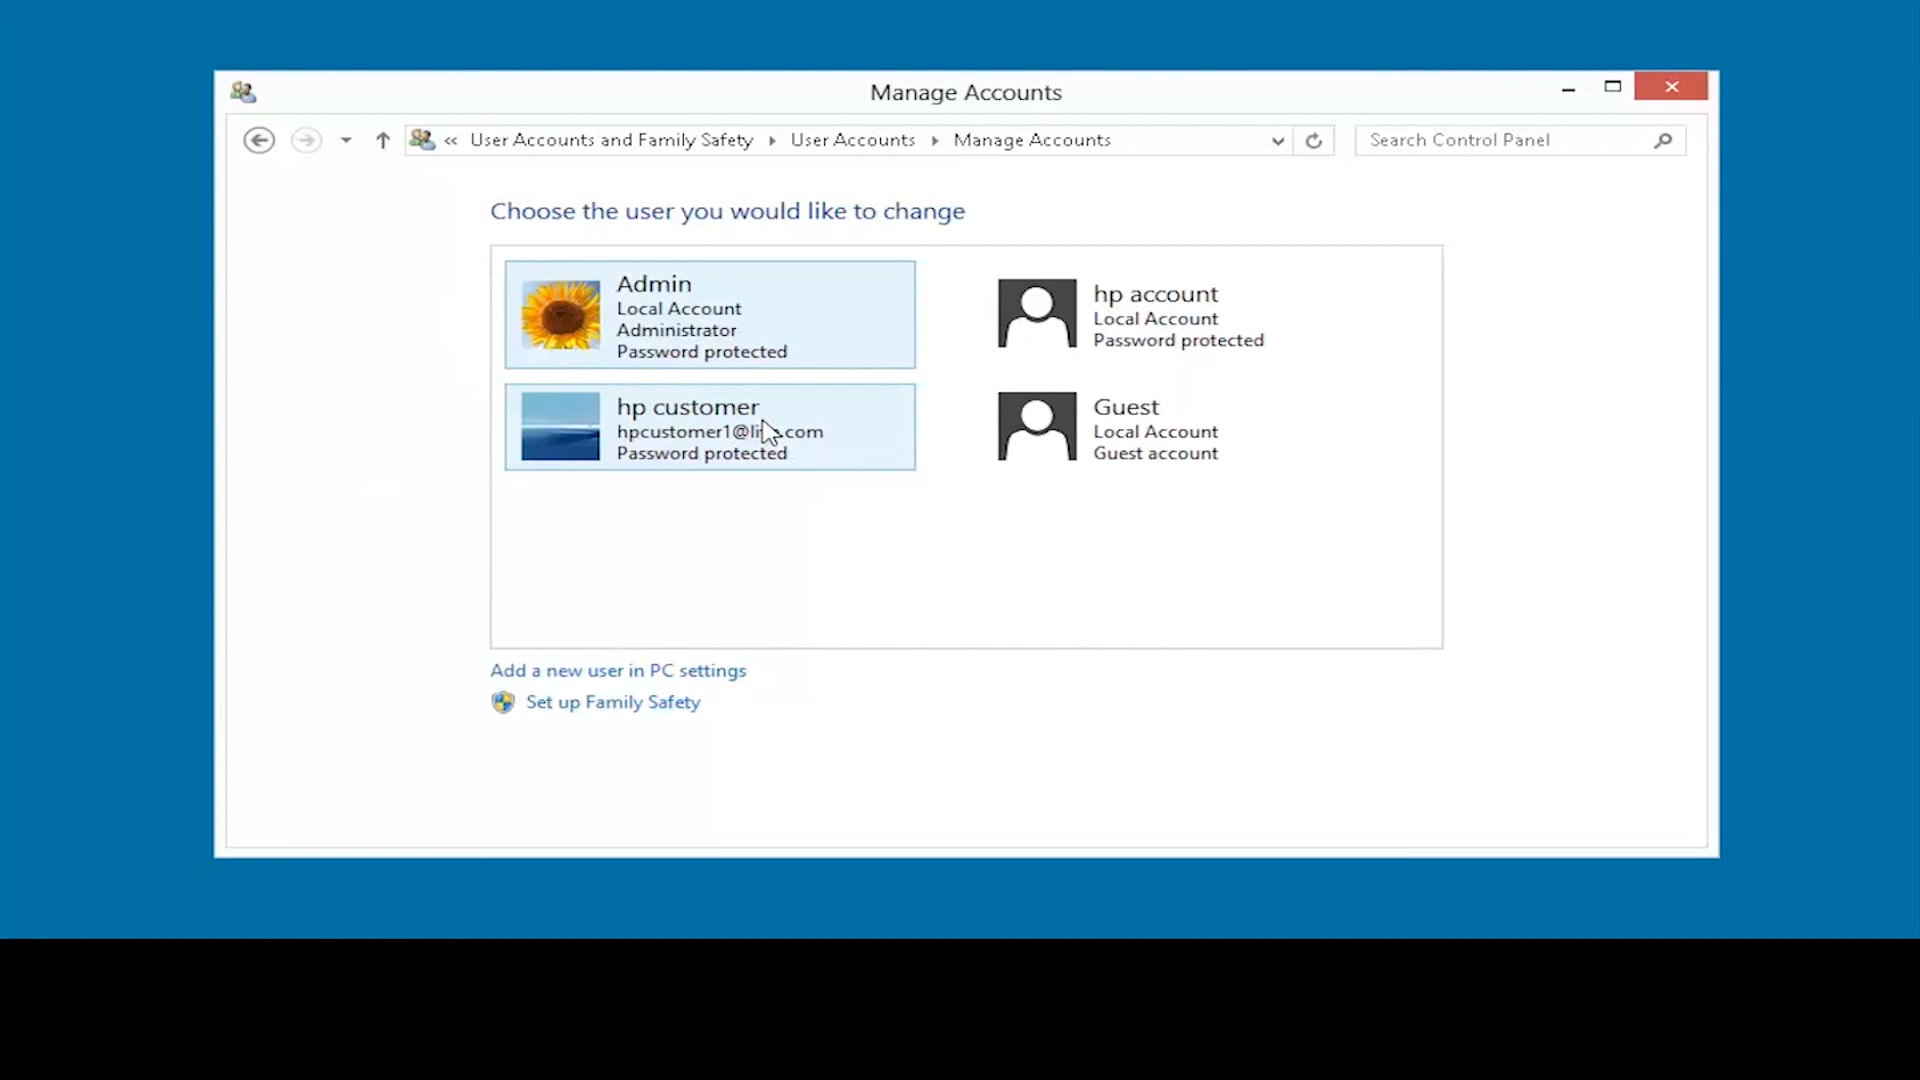 Manage Accounts
« User Accounts and Family Safety User Accounts Manage Accounts
Search Control Panel
Choose the user you would like to change
Admin
Local Account
Administrator
Password protected
hp account
Local Account
Password protected
hp customer
Password protected
Guest
Local Account
Guest account
Add a new user in PC settings
Set up Family Safety